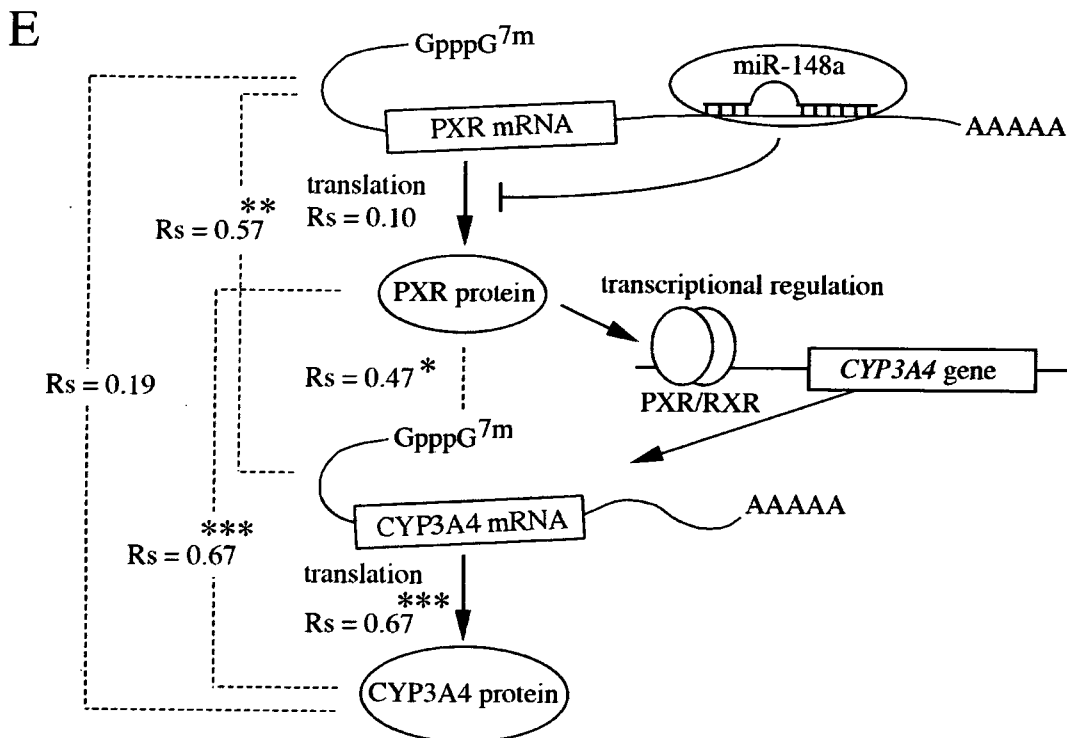 E
GpppG7m
miR-148a
PXR mRNA
AAAAA
translation
Rs = 0.10
Rs = 0.57**
PXR protein
transcriptional regulation
Rs = 0.19
Rs = 0.47*
CYP3A4 gene
PXR/RXR
GpppG7m
AAAAA
CYP3A4 mRNA
Rs = 0.67***
translation
Rs = 0.67***
CYP3A4 protein